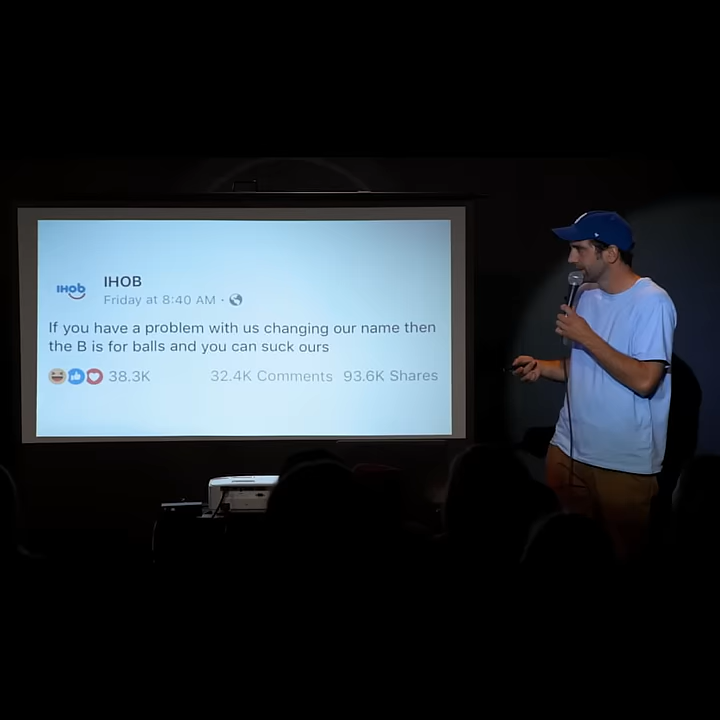 IHOb
IHOB
Friday at 8:40 AM ·
If you have a problem with us changing our name then
the B is for balls and you can suck ours
38.3K 32.4K Comments 93.6K Shares